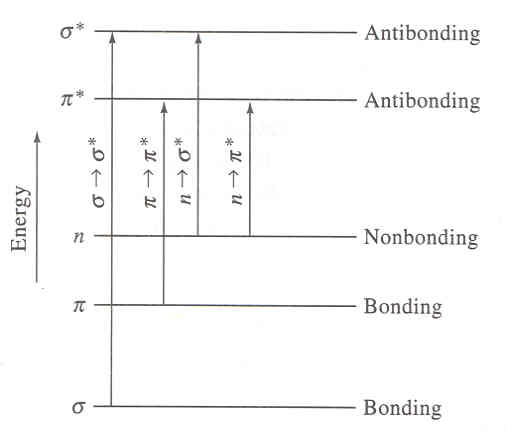 σ* Antibonding
π* Antibonding
σ → σ*
π → π*
n → σ*
n → π*
Energy
n Nonbonding
π Bonding
σ Bonding